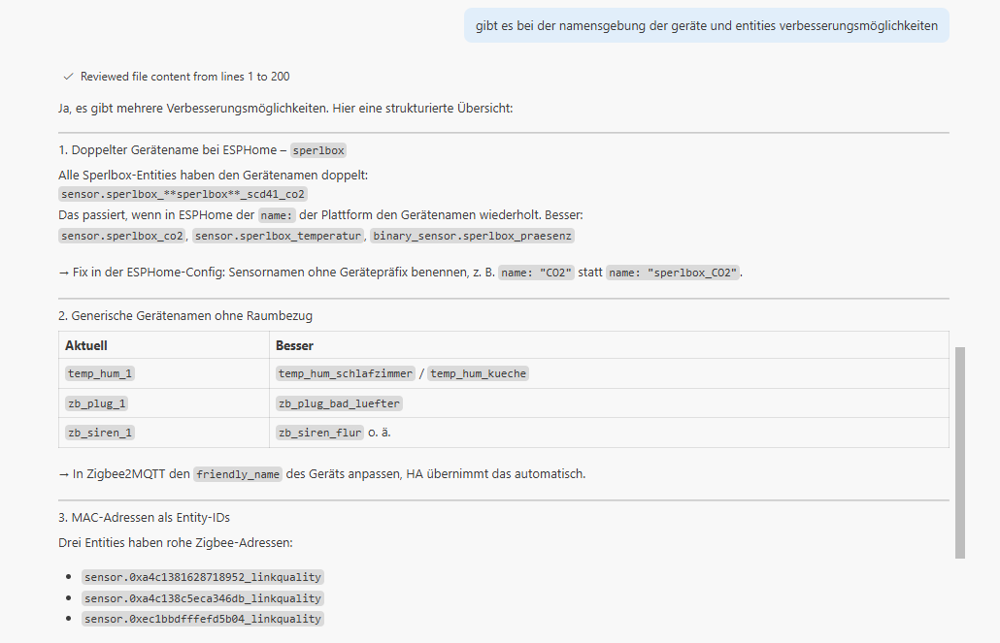 gibt es bei der namensgebung der geräte und entities verbesserungsmöglichkeiten
Reviewed file content from lines 1 to 200
Ja, es gibt mehrere Verbesserungsmöglichkeiten. Hier eine strukturierte Übersicht:
1. Doppelter Gerätename bei ESPHome – sperlbox
Alle Sperlbox-Entities haben den Gerätenamen doppelt:
sensor.sperlbox_**sperlbox**_scd41_co2
Das passiert, wenn in ESPHome der name: der Plattform den Gerätenamen wiederholt. Besser:
sensor.sperlbox_co2, sensor.sperlbox_temperatur, binary_sensor.sperlbox_praesenz
→ Fix in der ESPHome-Config: Sensornamen ohne Gerätepräfix benennen, z. B. name: "CO2" statt name: "sperlbox_CO2".
2. Generische Gerätenamen ohne Raumbezug
Aktuell Besser
temp_hum_1 temp_hum_schlafzimmer / temp_hum_kueche
zb_plug_1 zb_plug_bad_luefter
zb_siren_1 zb_siren_flur o. ä.
→ In Zigbee2MQTT den friendly_name des Geräts anpassen, HA übernimmt das automatisch.
3. MAC-Adressen als Entity-IDs
Drei Entities haben rohe Zigbee-Adressen:
• sensor.0xa4c1381628718952_linkquality
• sensor.0xa4c138c5eca346db_linkquality
• sensor.0xec1bbdfffefd5b04_linkquality